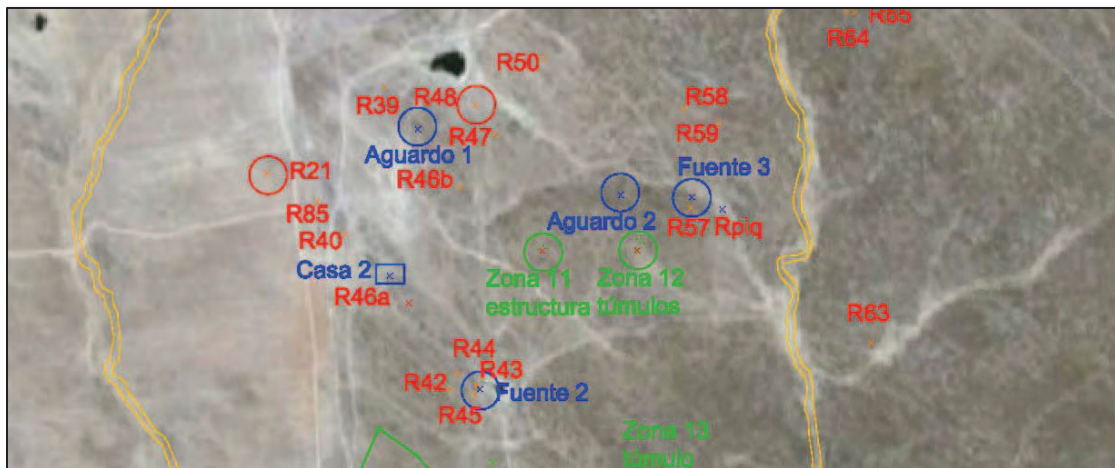 R65
R64
R50
R39
R48
R58
R47
R59
Aguardo 1
R21
R46b
Fuente 3
R85
Aguardo 2
R57
Rpiq
R40
Casa 2
Zona 11
estructura
Zona 12
túmulos
R46a
R63
R44
R43
R42
Fuente 2
R45
Zona 13
túmulo